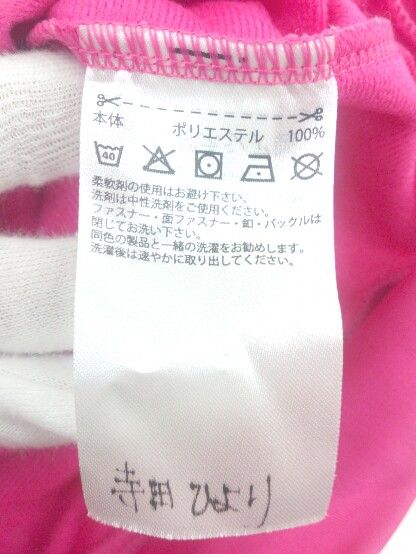 本体 ポリエステル 100%
40
柔軟剤の使用はお避け下さい。
洗剤は中性洗剤をご使用ください。
ファスナー・面ファスナー・釦・バックルは
閉じてお洗い下さい。
同色の製品と一緒の洗濯をお勧めします。
洗濯後は速やかに取り出してください。
寺田 ひより